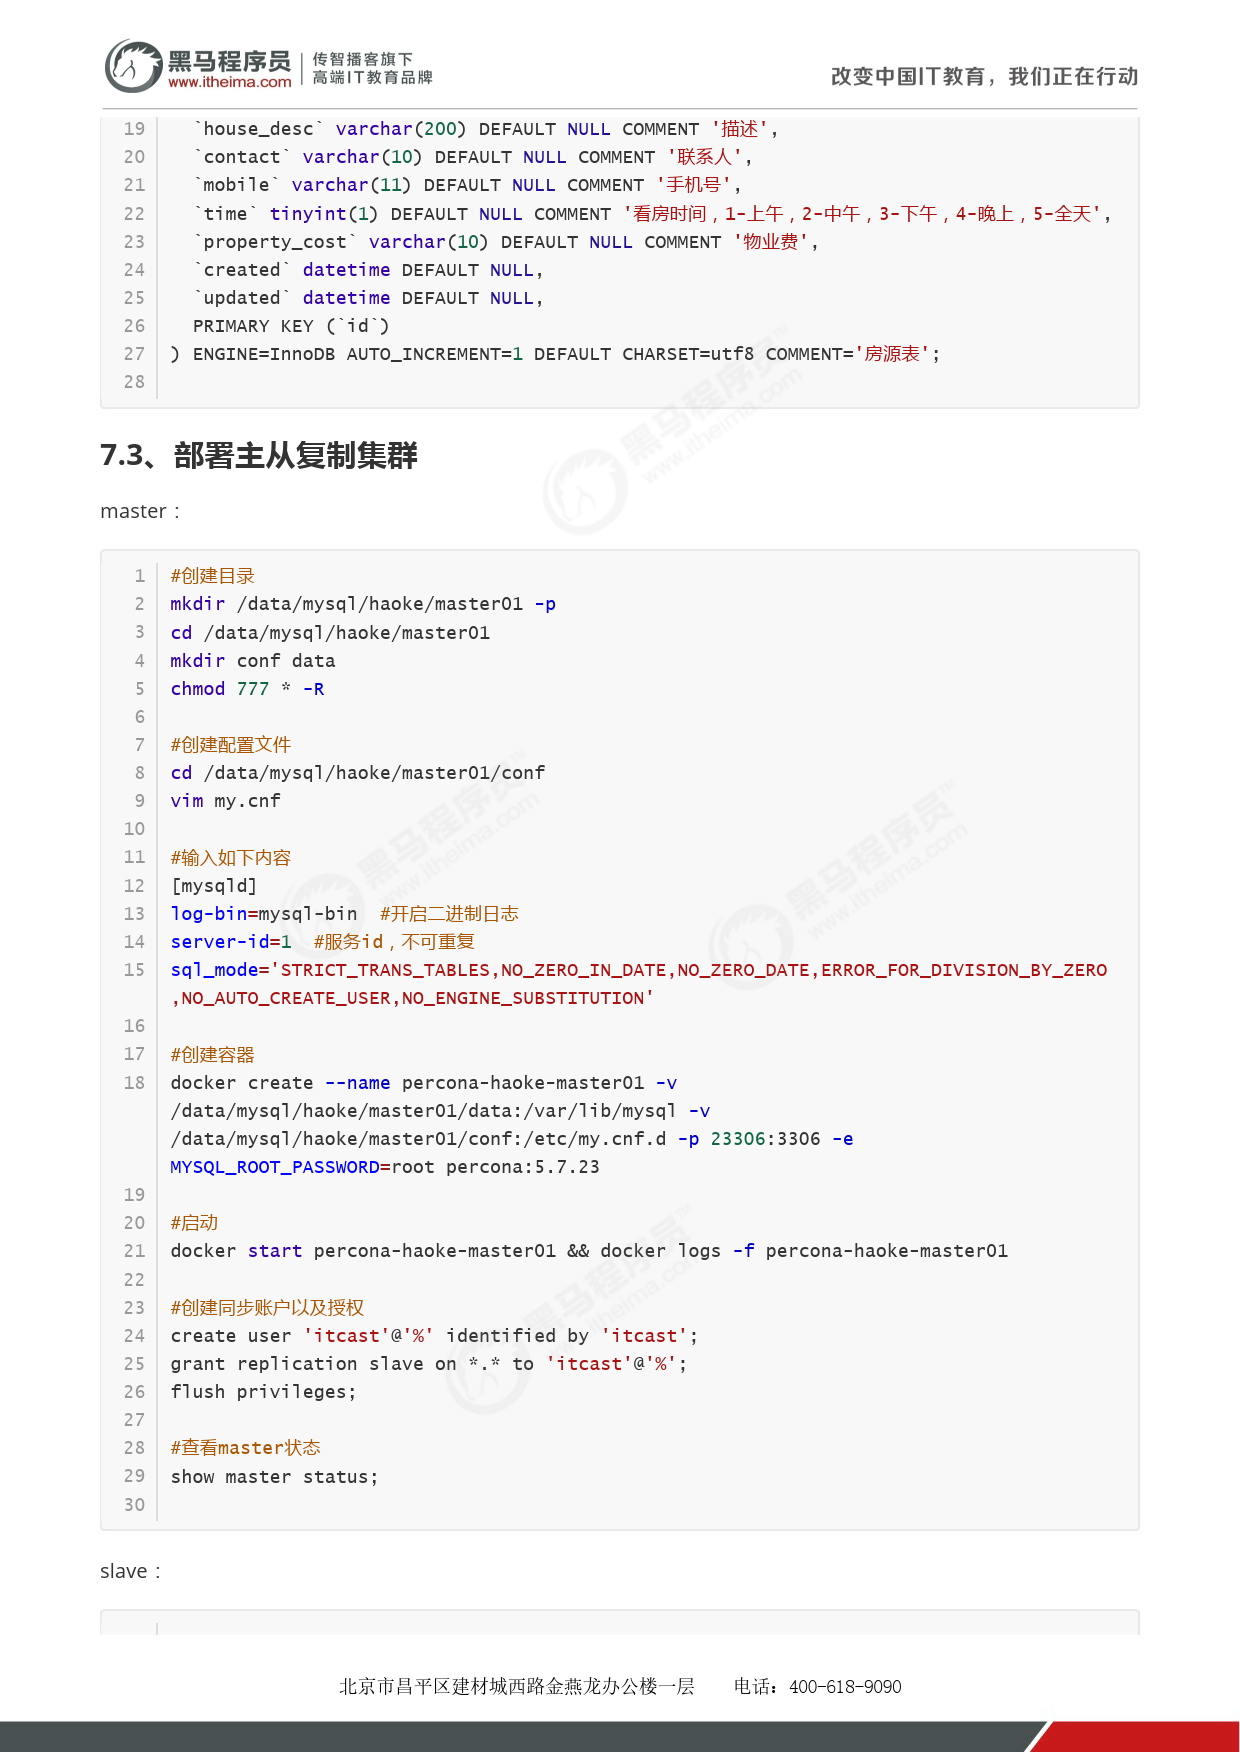 黑马程序员
www.itheima.com
传智播客旗下
高端IT教育品牌
改变中国IT教育，我们正在行动
19 `house_desc` varchar(200) DEFAULT NULL COMMENT '描述',
20 `contact` varchar(10) DEFAULT NULL COMMENT '联系人',
21 `mobile` varchar(11) DEFAULT NULL COMMENT '手机号',
22 `time` tinyint(1) DEFAULT NULL COMMENT '看房时间，1-上午，2-中午，3-下午，4-晚上，5-全天',
23 `property_cost` varchar(10) DEFAULT NULL COMMENT '物业费',
24 `created` datetime DEFAULT NULL,
25 `updated` datetime DEFAULT NULL,
26 PRIMARY KEY (`id`)
27 ) ENGINE=InnoDB AUTO_INCREMENT=1 DEFAULT CHARSET=utf8 COMMENT='房源表';
28
7.3、部署主从复制集群
master：
1 #创建目录
2 mkdir /data/mysql/haoke/master01 -p
3 cd /data/mysql/haoke/master01
4 mkdir conf data
5 chmod 777 * -R
6
7 #创建配置文件
8 cd /data/mysql/haoke/master01/conf
9 vim my.cnf
10
11 #输入如下内容
12 [mysqld]
13 log-bin=mysql-bin  #开启二进制日志
14 server-id=1  #服务id，不可重复
15 sql_mode='STRICT_TRANS_TABLES,NO_ZERO_IN_DATE,NO_ZERO_DATE,ERROR_FOR_DIVISION_BY_ZERO
,NO_AUTO_CREATE_USER,NO_ENGINE_SUBSTITUTION'
16
17 #创建容器
18 docker create --name percona-haoke-master01 -v
/data/mysql/haoke/master01/data:/var/lib/mysql -v
/data/mysql/haoke/master01/conf:/etc/my.cnf.d -p 23306:3306 -e
MYSQL_ROOT_PASSWORD=root percona:5.7.23
19
20 #启动
21 docker start percona-haoke-master01 && docker logs -f percona-haoke-master01
22
23 #创建同步账户以及授权
24 create user 'itcast'@'%' identified by 'itcast';
25 grant replication slave on *.* to 'itcast'@'%';
26 flush privileges;
27
28 #查看master状态
29 show master status;
30
slave：
北京市昌平区建材城西路金燕龙办公楼一层 电话：400-618-9090